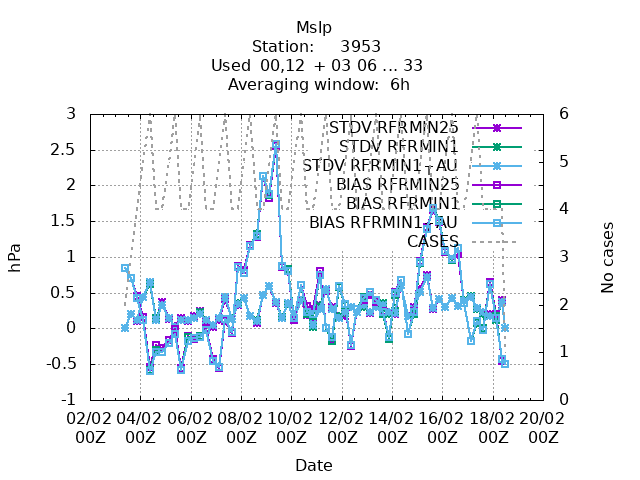 Mslp
Station: 3953
Used 00,12 + 03 06 ... 33
Averaging window: 6h
3
2.5
2
1.5
1
0.5
0
-0.5
-1
hPa
6
5
4
3
2
1
0
No cases
STDV RFRMIN25
STDV RFRMIN1
STDV RFRMIN1-AU
BIAS RFRMIN25
BIAS RFRMIN1
BIAS RFRMIN1-AU
CASES
02/02 04/02 06/02 08/02 10/02 12/02 14/02 16/02 18/02 20/02
00Z 00Z 00Z 00Z 00Z 00Z 00Z 00Z 00Z 00Z
Date